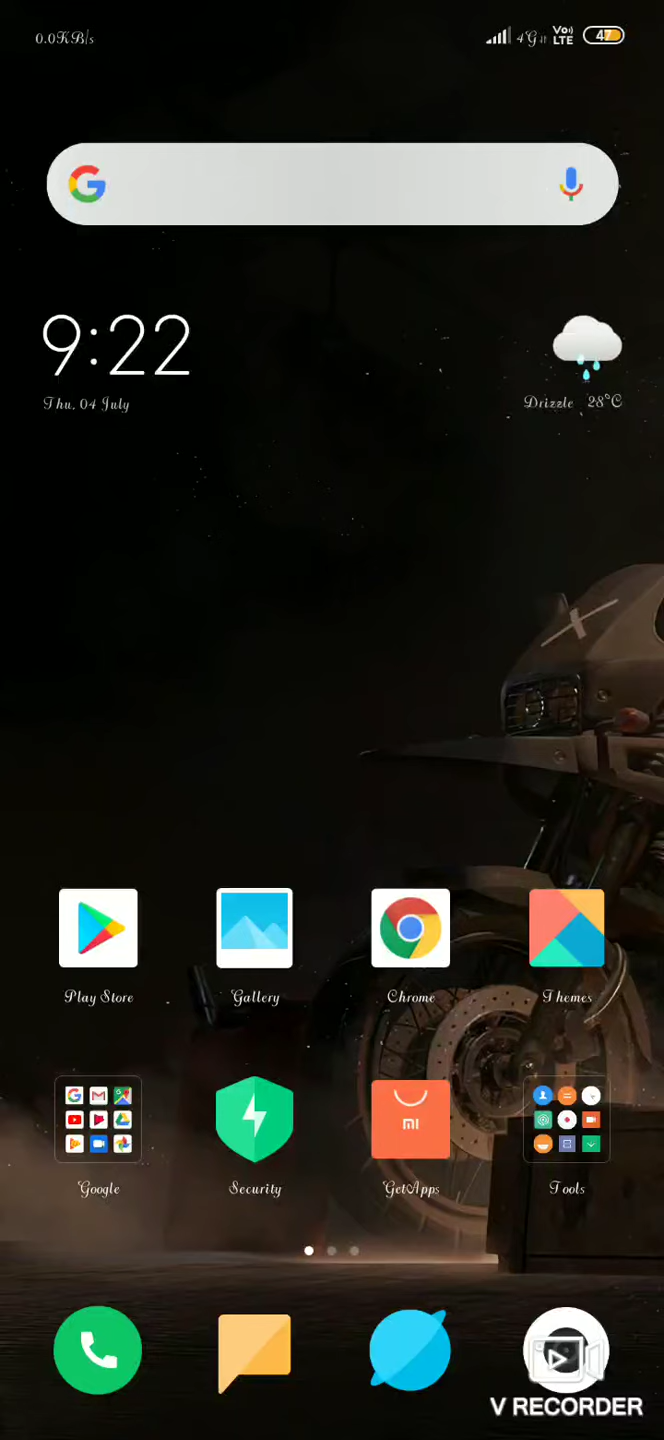 0.0KB/s
4G
Vo))
LTE
47
9:22
Thu, 04 July
Drizzle 28°C
Play Store
Gallery
Chrome
Themes
MI
Google
Security
GetApps
Tools
V RECORDER